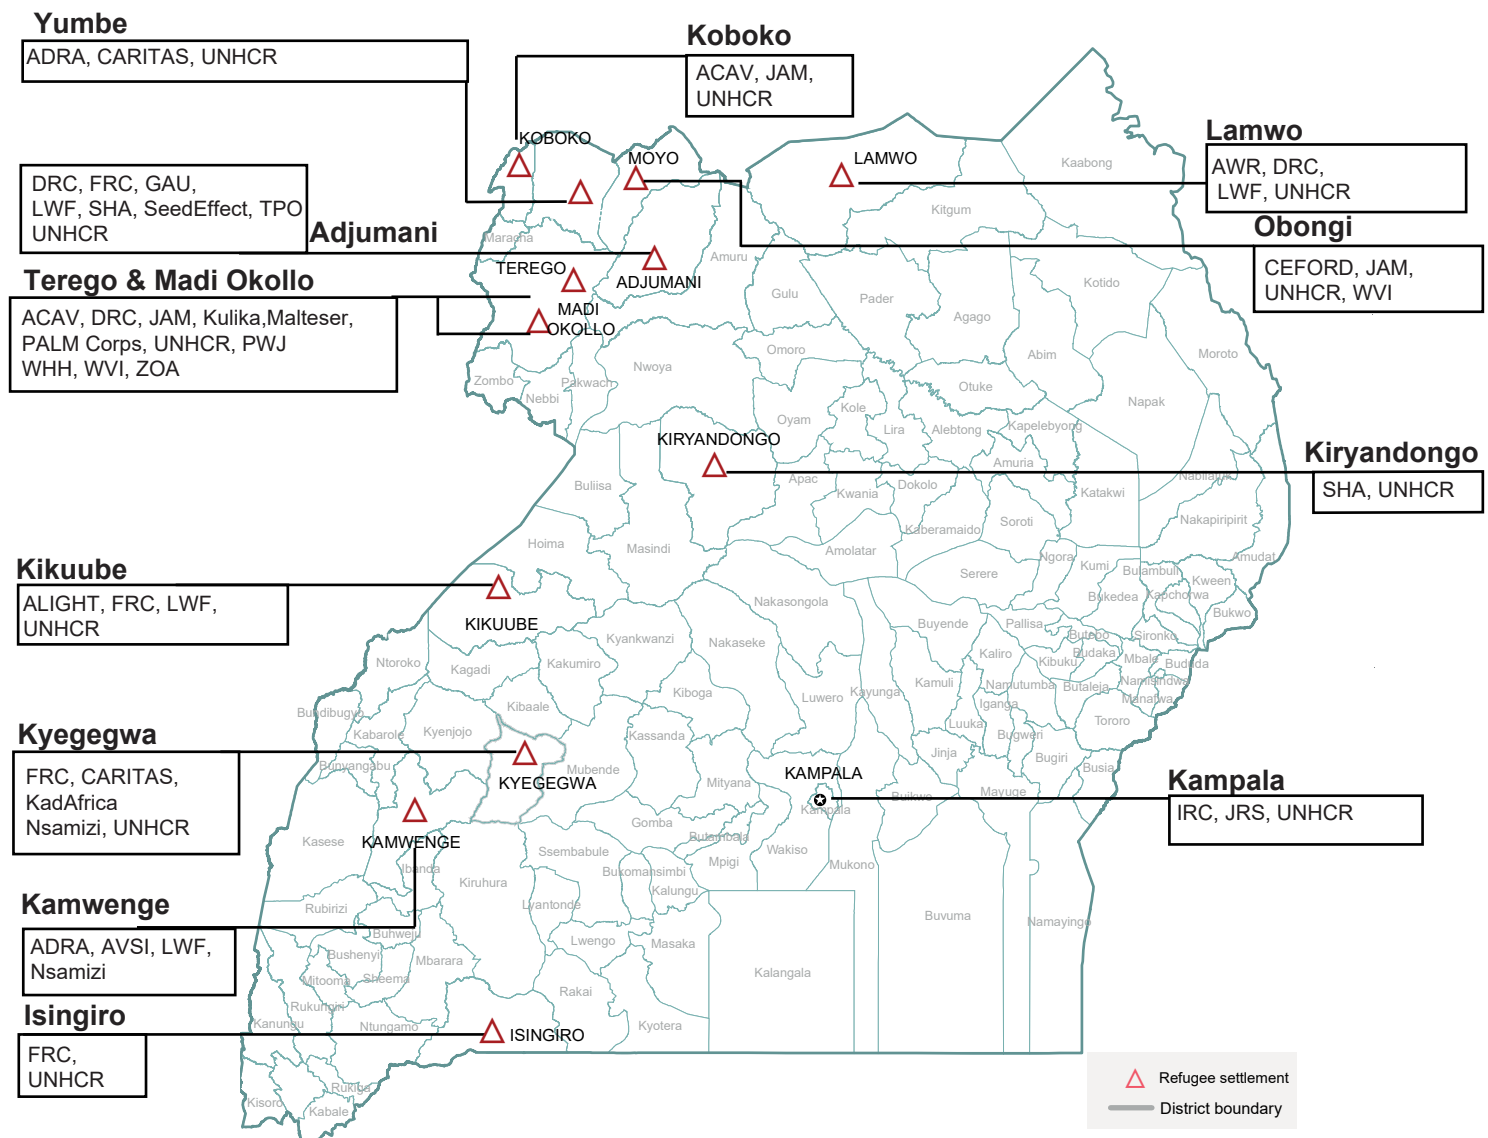 Yumbe
ADRA, CARITAS, UNHCR
Koboko
ACAV, JAM,
UNHCR
Lamwo
AWR, DRC,
LWF, UNHCR
Obongi
CEFORD, JAM,
UNHCR, WVI
DRC, FRC, GAU,
LWF, SHA, SeedEffect, TPO
UNHCR
Adjumani
Terego & Madi Okollo
ACAV, DRC, JAM, Kulika,Malteser,
PALM Corps, UNHCR, PWJ
WHH, WVI, ZOA
Kiryandongo
SHA, UNHCR
Kikuube
ALIGHT, FRC, LWF,
UNHCR
Kyegegwa
FRC, CARITAS,
KadAfrica
Nsamizi, UNHCR
Kampala
IRC, JRS, UNHCR
Kamwenge
ADRA, AVSI, LWF,
Nsamizi
Isingiro
FRC,
UNHCR
KOBOKO
MOYO
LAMWO
Kaabong
Kitgum
Maracha
TEREGO
ADJUMANI
Amuru
MADI
OKOLLO
Gulu
Pader
Kotido
Agago
Omoro
Abim
Moroto
Nwoya
Zombo
Pakwach
Nebbi
Otuke
Napak
Kole
Oyam
Lira
Alebtong
Kapelebyong
KIRYANDONGO
Amuria
Nabilatuk
Buliisa
Apac
Kwania
Dokolo
Katakwi
Kaberamaido
Soroti
Nakapiripirit
Hoima
Masindi
Amolatar
Ngora
Kumi
Bulambuli
Amudat
Serere
Kween
Bukedea
Kapchorwa
Bukwo
Nakasongola
KIKUUBE
Buyende
Pallisa
Butebo
Sironko
Kyankwanzi
Nakaseke
Kaliro
Kibuku
Budaka
Mbale
Bududa
Ntoroko
Kagadi
Kakumiro
Kamuli
Namutumba
Butaleja
Namisindwa
Manafwa
Kiboga
Luwero
Kayunga
Iganga
Kibaale
Bundibugyo
Luuka
Tororo
Kabarole
Kyenjojo
Kassanda
Bugweri
Jinja
Bugiri
Busia
Bunyangabu
Mubende
Mityana
KAMPALA
KYEGEGWA
Buikwe
Mayuge
Kampala
Gomba
Butambala
Kasese
KAMWENGE
Ssembabule
Mpigi
Wakiso
Mukono
Ibanda
Kiruhura
Bukomansimbi
Kalungu
Rubirizi
Lyantonde
Buvuma
Namayingo
Buhweju
Lwengo
Masaka
Bushenyi
Mbarara
Kalangala
Mitooma
Sheema
Rakai
Rukungiri
Kanungu
Ntungamo
ISINGIRO
Kyotera
Rukiga
Kisoro
Kabale
Refugee settlement
District boundary